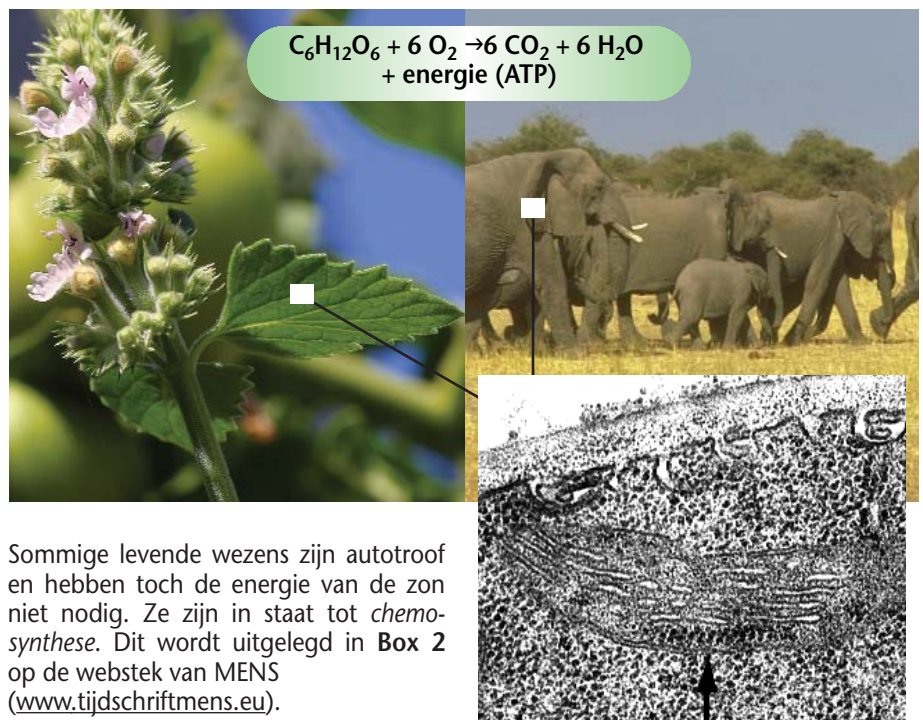 C₆H₁₂O₆ + 6 O₂ →6 CO₂ + 6 H₂O
+ energie (ATP)
Sommige levende wezens zijn autotroof
en hebben toch de energie van de zon
niet nodig. Ze zijn in staat tot chemo-
synthese. Dit wordt uitgelegd in Box 2
op de webstek van MENS
(www.tijdschriftmens.eu).